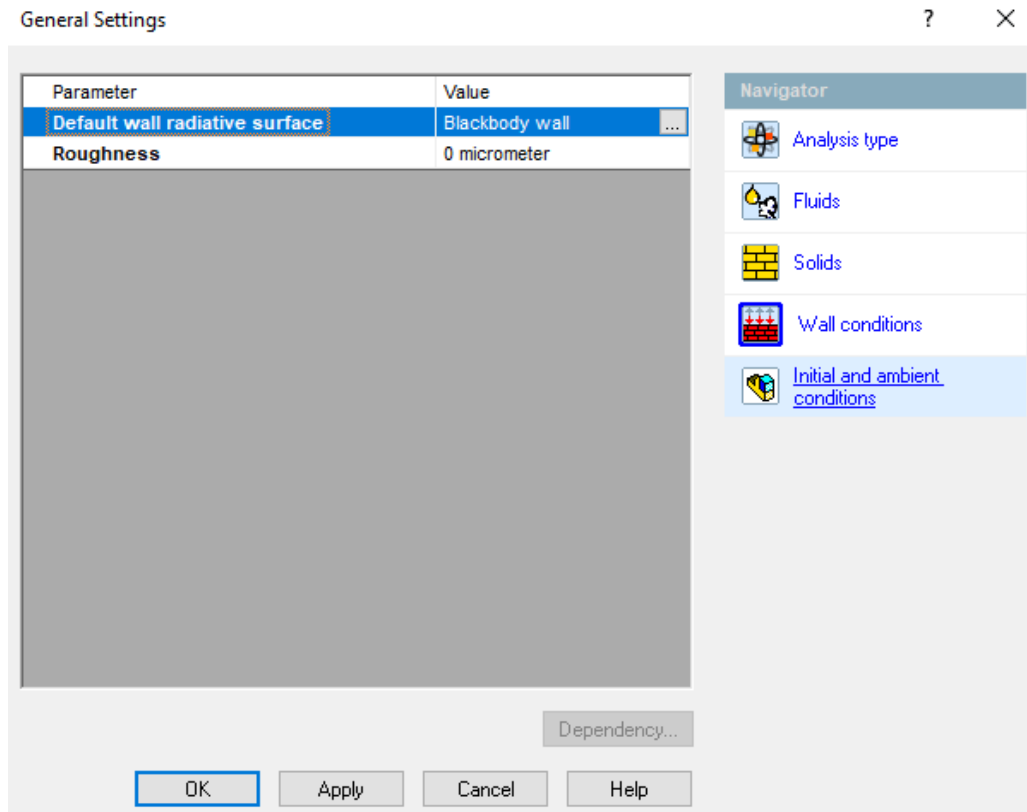 General Settings
?
Parameter Value
Default wall radiative surface Blackbody wall ...
Roughness 0 micrometer
Navigator
Analysis type
Fluids
Solids
Wall conditions
Initial and ambient
conditions
Dependency...
OK Apply Cancel Help